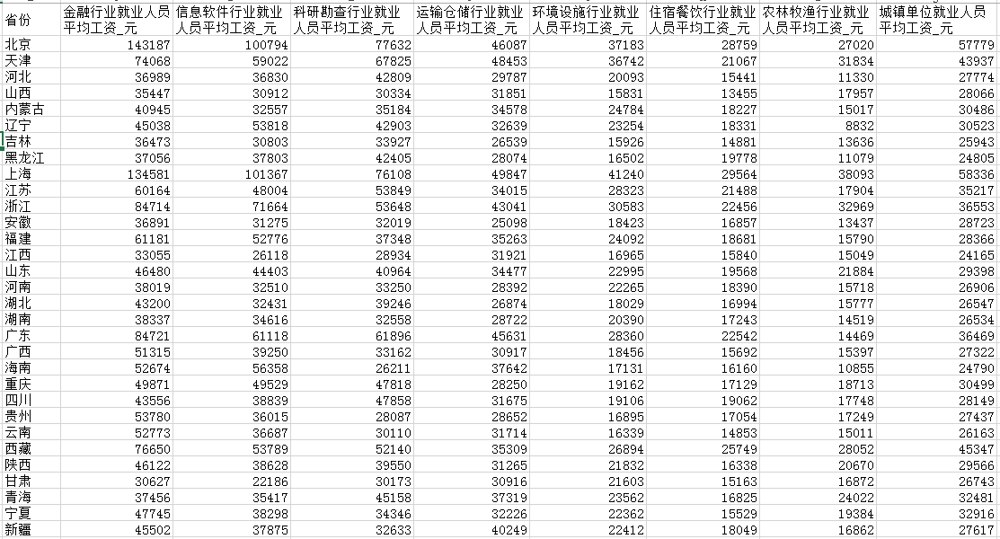 省份 金融行业就业人员平均工资_元 信息软件行业就业人员平均工资_元 科研勘查行业就业人员平均工资_元 运输仓储行业就业人员平均工资_元 环境设施行业就业人员平均工资_元 住宿餐饮行业就业人员平均工资_元 农林牧渔行业就业人员平均工资_元 城镇单位就业人员平均工资_元
北京 143187 100794 77632 46087 37183 28759 27020 57779
天津 74068 59022 67825 48453 36742 21067 31834 43937
河北 36989 36830 42809 29787 20093 15441 11330 27774
山西 35447 30912 30334 31851 15831 13455 17957 28066
内蒙古 40945 32557 35184 34578 24784 18227 15017 30486
辽宁 45038 53818 42903 32639 23254 18331 8832 30523
吉林 36473 30803 33927 26539 15926 14881 13636 25943
黑龙江 37056 37803 42405 28074 16502 19778 11079 24805
上海 134581 101367 76108 49847 41240 29564 38093 58336
江苏 60164 48004 53849 34015 28323 21488 17904 35217
浙江 84714 71664 53648 43041 30583 22456 32969 36553
安徽 36891 31275 32019 25098 18423 16857 13437 28723
福建 61181 52776 37348 35263 24092 18681 15790 28366
江西 33055 26118 28934 31921 16965 15840 15049 24165
山东 46480 44403 40964 34477 22995 19568 21884 29398
河南 38019 32510 33250 28392 22265 18390 15718 26906
湖北 43200 32431 39246 26874 18029 16994 15777 26547
湖南 38337 34616 32558 28722 20390 17243 14519 26534
广东 84721 61118 61896 45631 28360 22542 14469 36469
广西 51315 39250 33162 30917 18456 15692 15397 27322
海南 52674 56358 26211 37642 17131 16160 10855 24790
重庆 49871 49529 47818 28250 19162 17129 18713 30499
四川 43556 38839 47858 31675 19106 19062 17748 28149
贵州 53780 36015 28087 28652 16895 17054 17249 27437
云南 52773 36687 30110 31714 16339 14853 15011 26163
西藏 76650 53789 52140 35309 26894 25749 28052 45347
陕西 46122 38628 39550 31265 21832 16338 20670 29566
甘肃 30627 22186 30173 30916 21603 15163 16872 26743
青海 37456 35417 45158 37319 23562 16825 24022 32481
宁夏 47745 38298 34346 32226 22362 15529 19384 32916
新疆 45502 37875 32633 40249 22412 18049 16862 27617